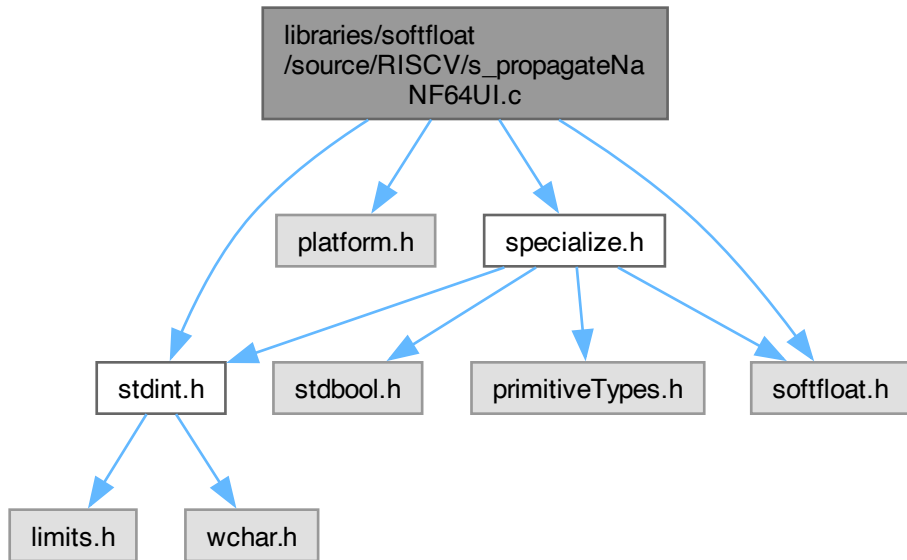 libraries/softfloat
/source/RISCV/s_propagateNa
NF64UI.c
platform.h
specialize.h
stdint.h
stdbool.h
primitiveTypes.h
softfloat.h
limits.h
wchar.h